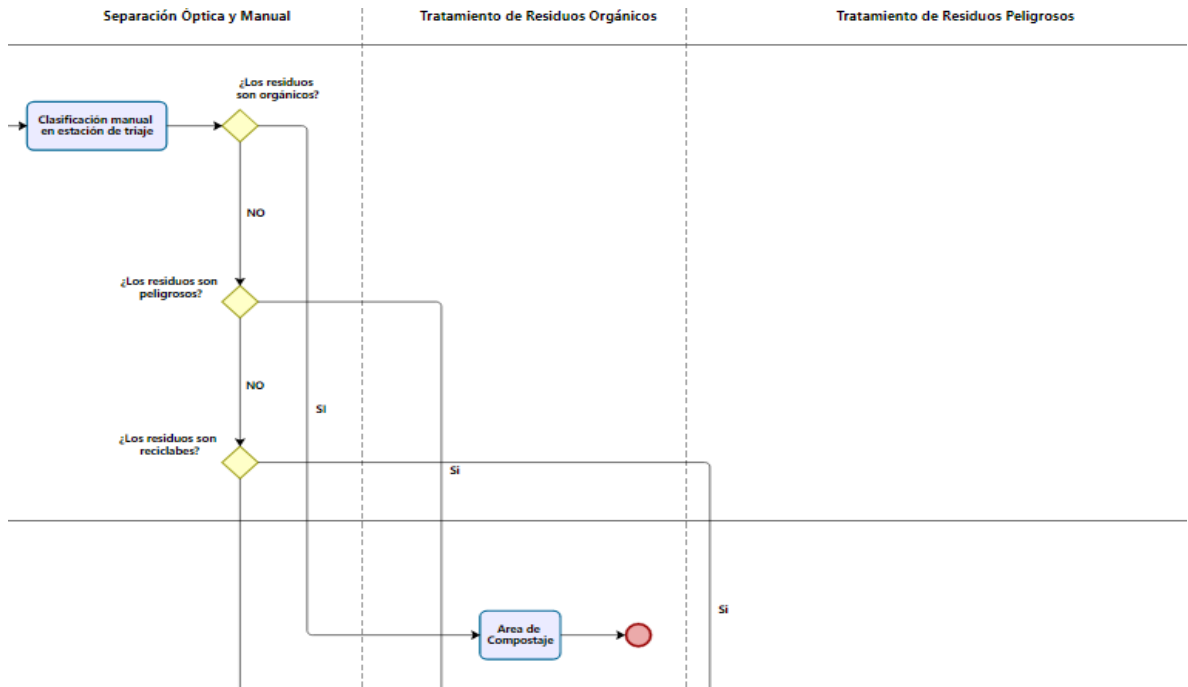 Separación Óptica y Manual
Tratamiento de Residuos Orgánicos
Tratamiento de Residuos Peligrosos
¿Los residuos
son orgánicos?
Clasificación manual
en estación de triaje
NO
¿Los residuos son
peligrosos?
NO
SI
¿Los residuos son
reciclabes?
Si
Si
Area de
Compostaje